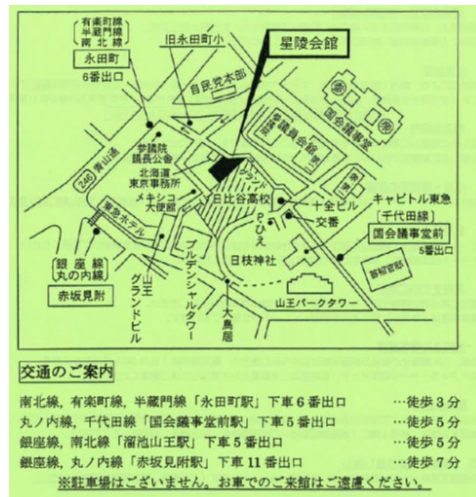 有楽町線
半蔵門線
南北線
永田町
6番出口
旧永田町小
星陵会館
自民党本部
参議院
議長公舎
北海道
東京事務所
メキシコ
大使館
青山通
246
東急ホテル
参議員会館
国会議事堂
グランド
日比谷高校
十全ビル
交番
キャピトル東急
[千代田線]
国会議事堂前
5番出口
首相官邸
P.ひえ
日枝神社
山王パークタワー
銀座線
丸の内線
赤坂見附
山王
グランドビル
プルデンシャルタワー
大鳥居
交通のご案内
南北線, 有楽町線, 半蔵門線「永田町駅」下車6番出口 …徒歩3分
丸ノ内線, 千代田線「国会議事堂前駅」下車5番出口 …徒歩5分
銀座線, 南北線「溜池山王駅」下車5番出口 …徒歩5分
銀座線, 丸ノ内線「赤坂見附駅」下車11番出口 …徒歩7分
※駐車場はございません。お車でのご来館はご遠慮ください。